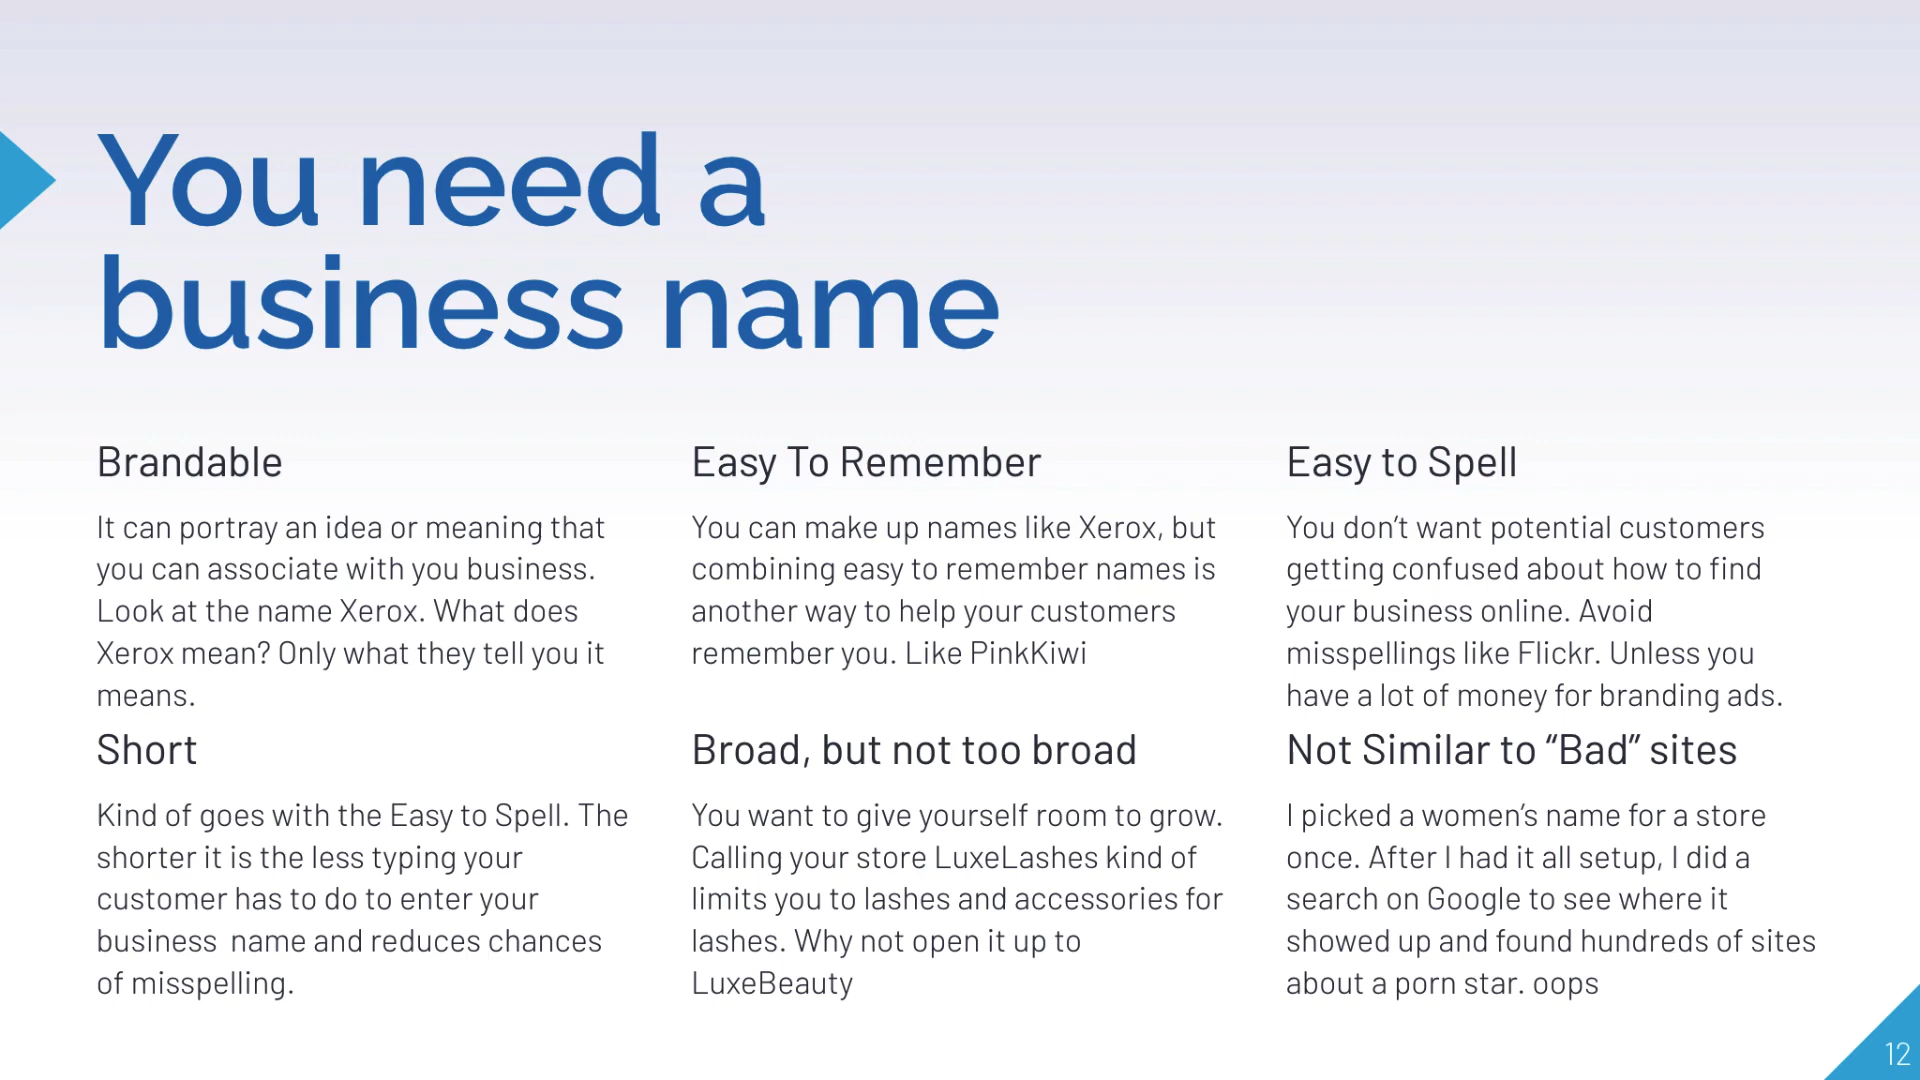 You need a
business name
Brandable
It can portray an idea or meaning that
you can associate with you business.
Look at the name Xerox. What does
Xerox mean? Only what they tell you it
means.
Easy To Remember
You can make up names like Xerox, but
combining easy to remember names is
another way to help your customers
remember you. Like PinkKiwi
Easy to Spell
You don’t want potential customers
getting confused about how to find
your business online. Avoid
misspellings like Flickr. Unless you
have a lot of money for branding ads.
Short
Kind of goes with the Easy to Spell. The
shorter it is the less typing your
customer has to do to enter your
business  name and reduces chances
of misspelling.
Broad, but not too broad
You want to give yourself room to grow.
Calling your store LuxeLashes kind of
limits you to lashes and accessories for
lashes. Why not open it up to
LuxeBeauty
Not Similar to “Bad” sites
I picked a women’s name for a store
once. After I had it all setup, I did a
search on Google to see where it
showed up and found hundreds of sites
about a porn star. oops
12